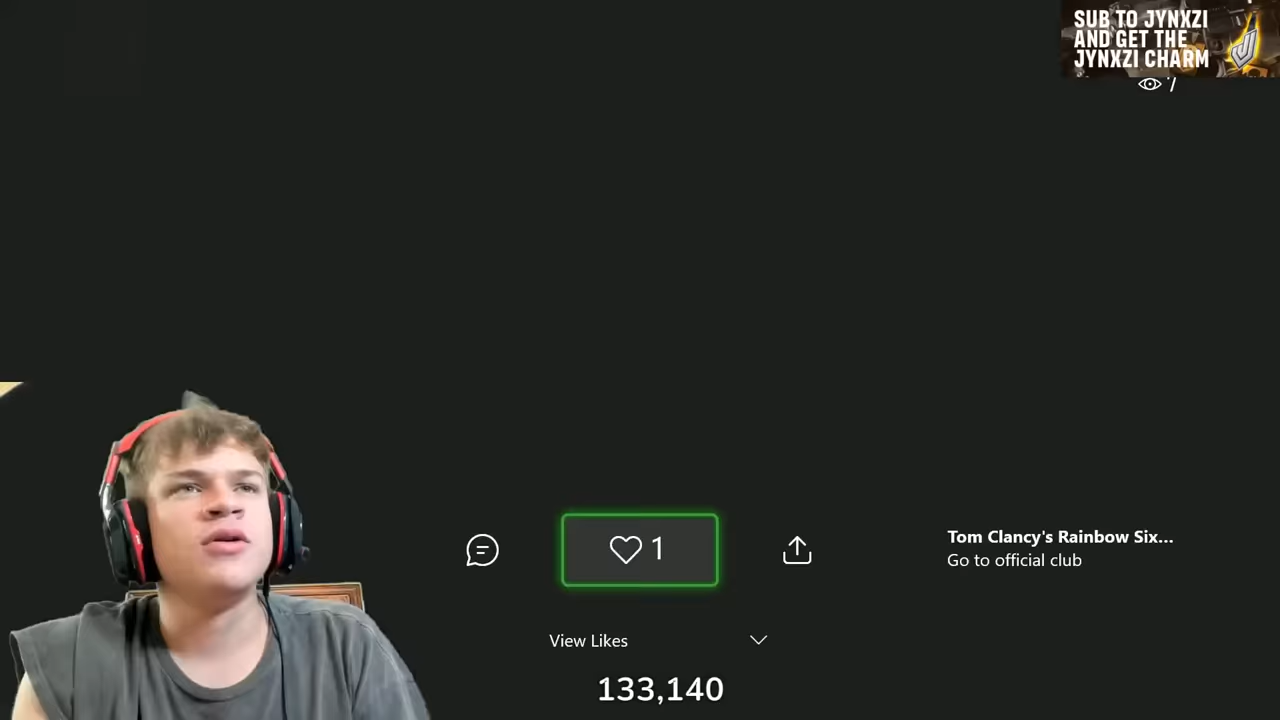 SUB TO JYNXZI
AND GET THE
JYNXZI CHARM
1
Tom Clancy's Rainbow Six...
Go to official club
View Likes
133,140